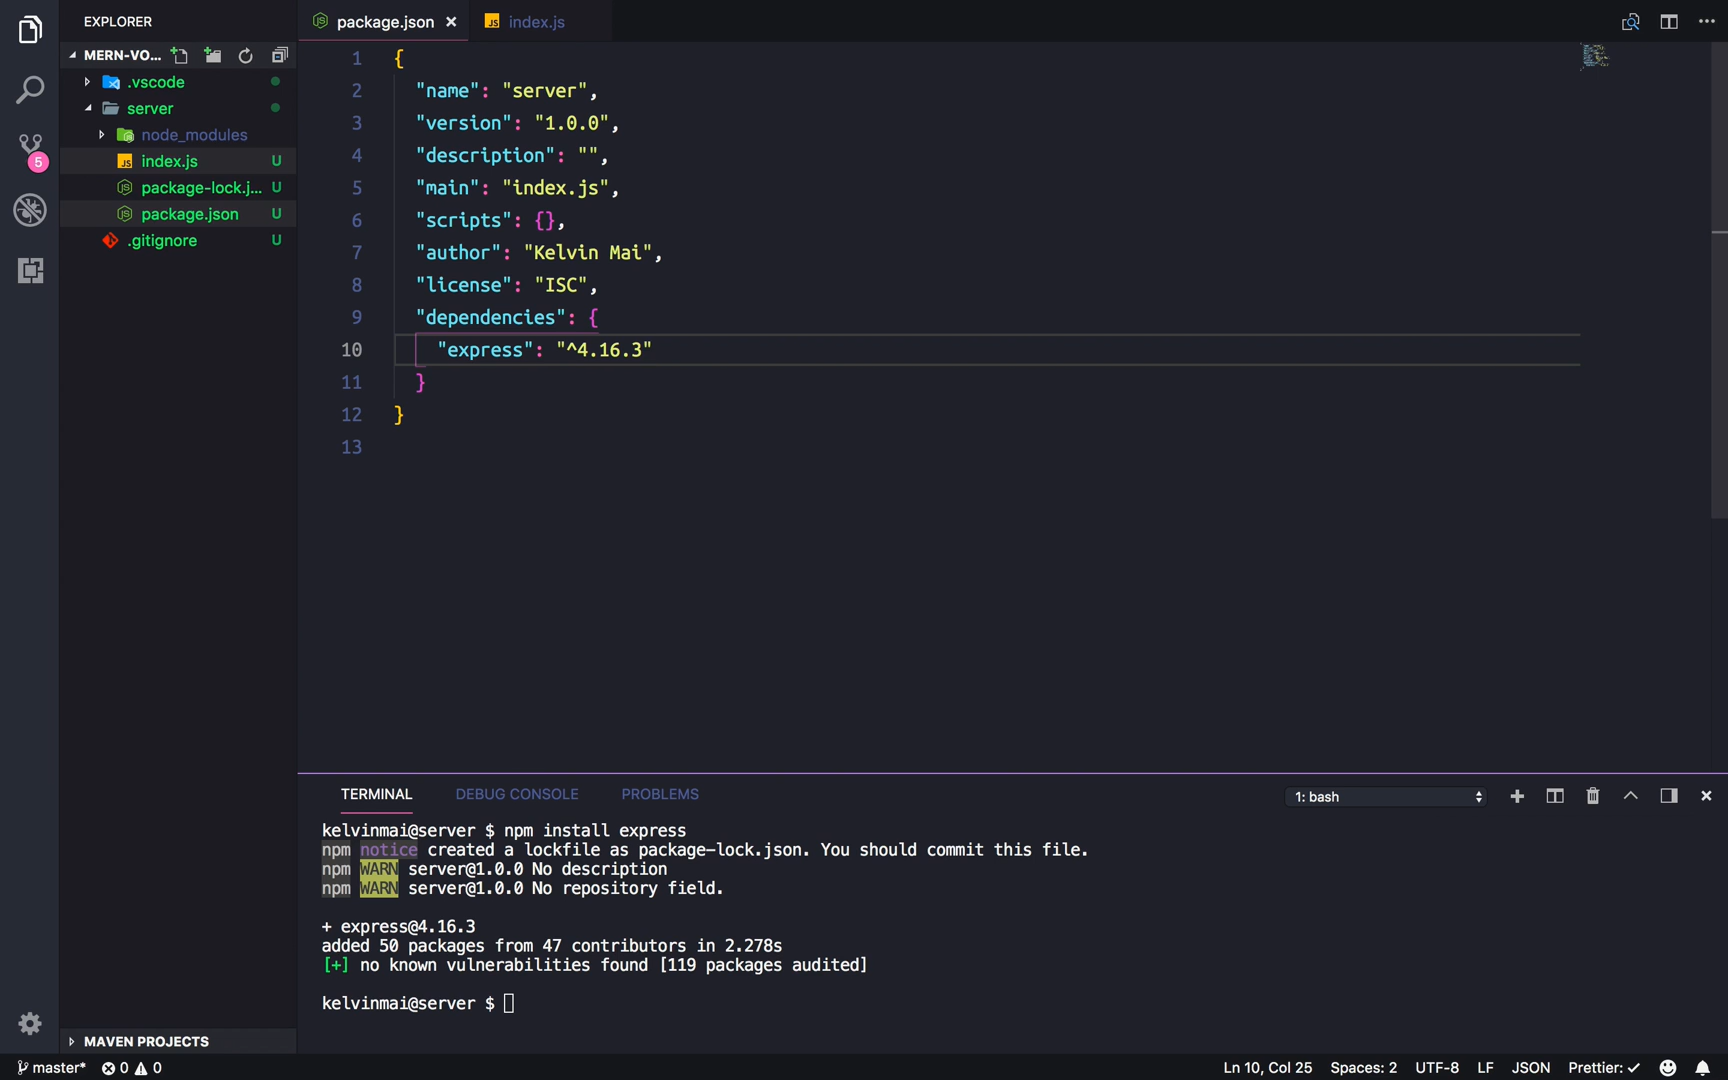 EXPLORER
package.json
JS index.js
MERN-VO...
.vscode
server
node_modules
JS index.js U
package-lock.j... U
package.json U
.gitignore U
5
1 {
2 "name": "server",
3 "version": "1.0.0",
4 "description": "",
5 "main": "index.js",
6 "scripts": {},
7 "author": "Kelvin Mai",
8 "license": "ISC",
9 "dependencies": {
10 "express": "^4.16.3"
11 }
12 }
13
TERMINAL DEBUG CONSOLE PROBLEMS 1: bash
kelvinmai@server $ npm install express
npm notice created a lockfile as package-lock.json. You should commit this file.
npm WARN server@1.0.0 No description
npm WARN server@1.0.0 No repository field.
+ express@4.16.3
added 50 packages from 47 contributors in 2.278s
[+] no known vulnerabilities found [119 packages audited]
kelvinmai@server $
MAVEN PROJECTS
master* 0 0 Ln 10, Col 25 Spaces: 2 UTF-8 LF JSON Prettier: ✓